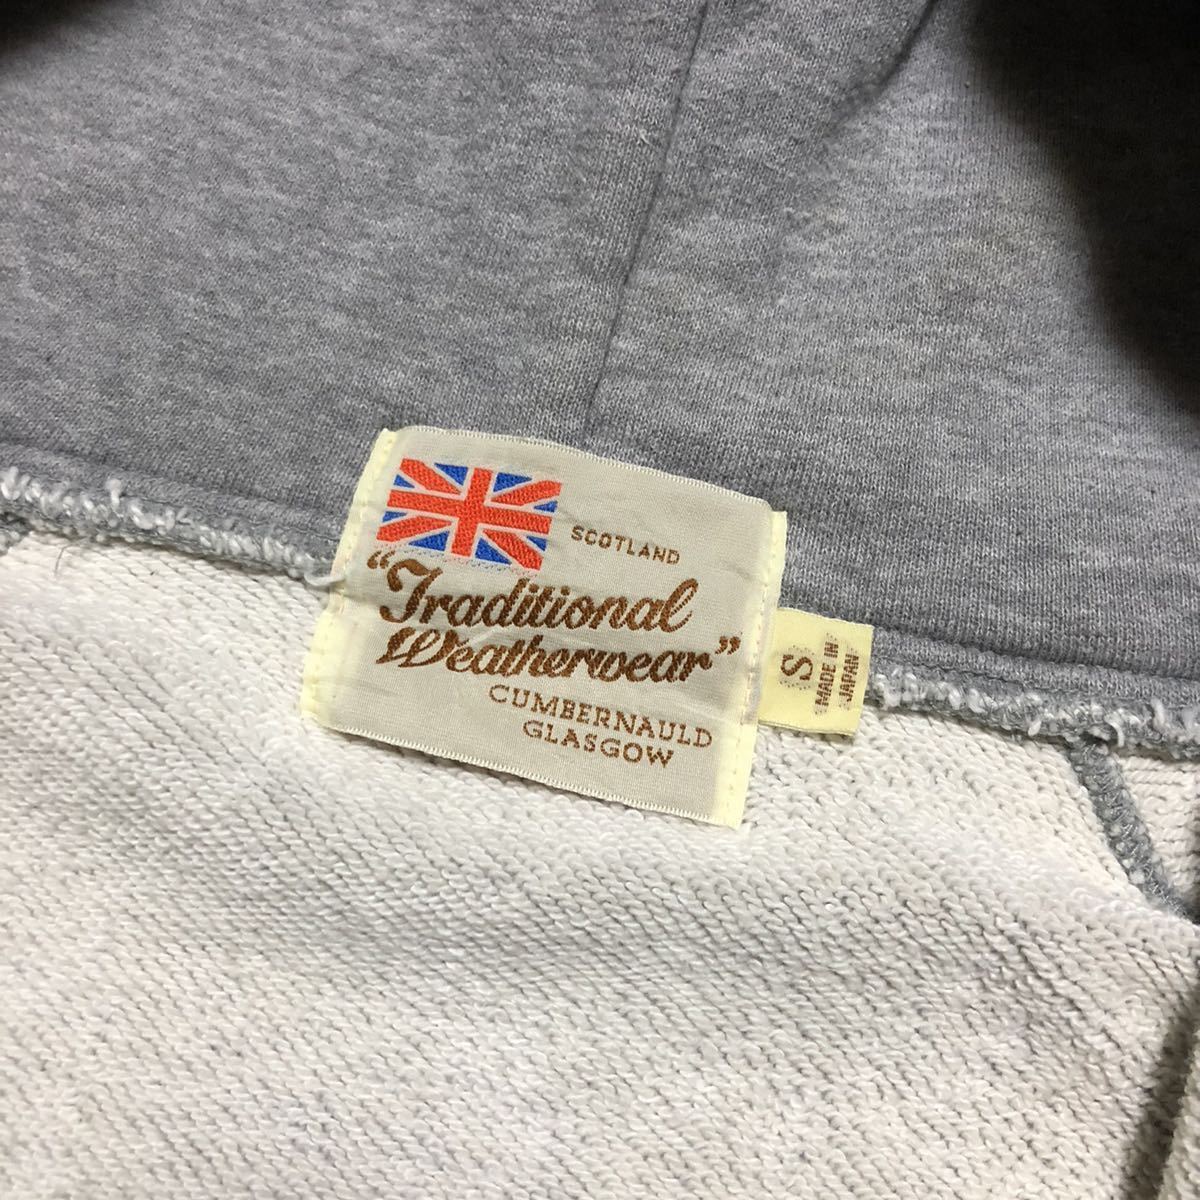 SCOTLAND
“Traditional
Weatherwear”
CUMBERNAULD
GLASGOW
S
MADE IN
JAPAN